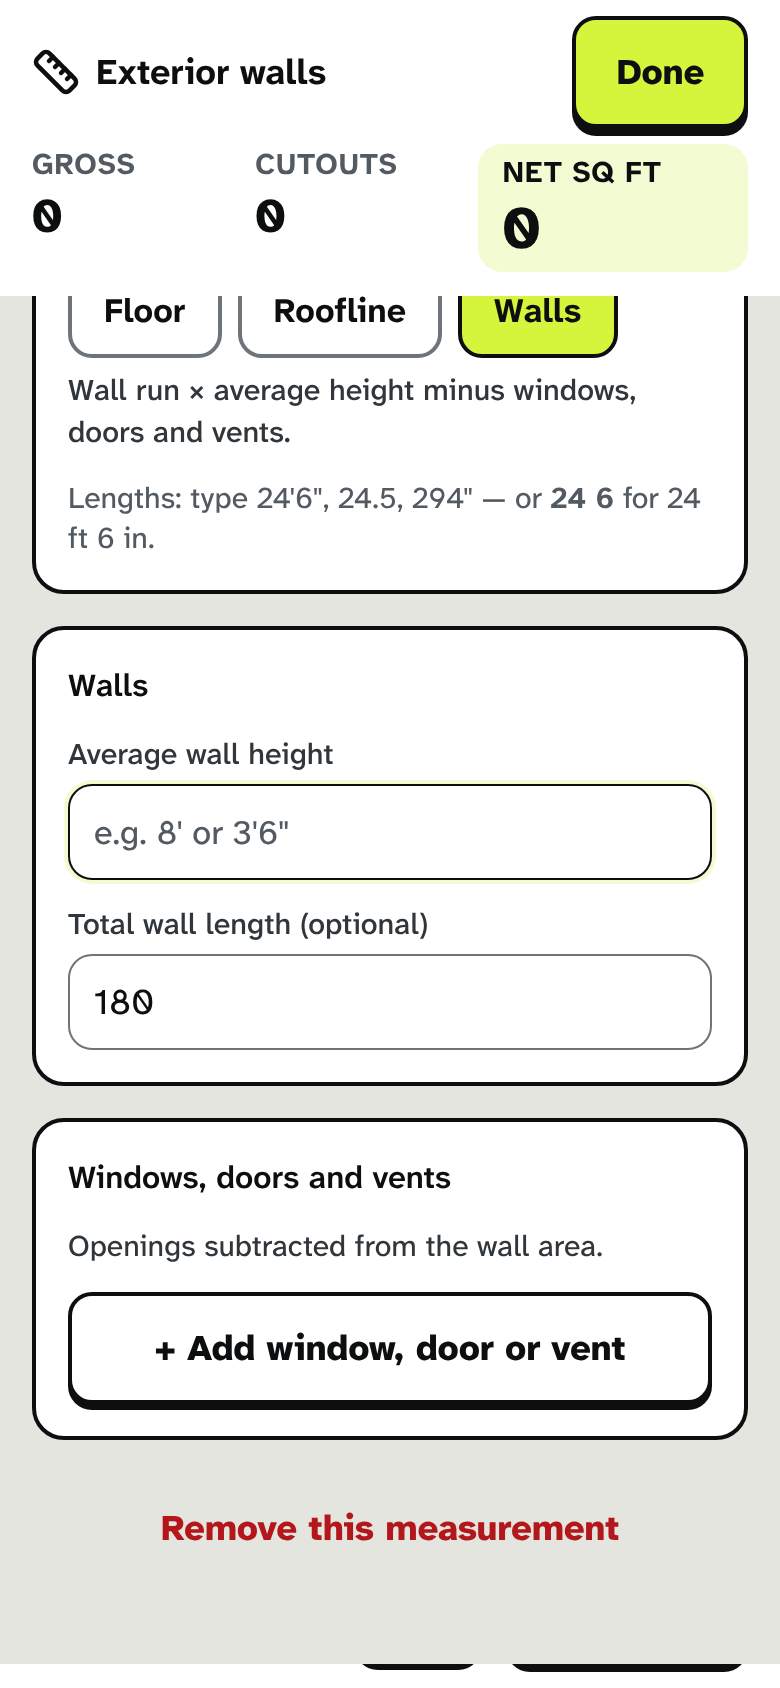 Exterior walls
Done
GROSS
0
CUTOUTS
0
NET SQ FT
0
Floor
Roofline
Walls
Wall run × average height minus windows,
doors and vents.
Lengths: type 24'6", 24.5, 294" — or 24 6 for 24
ft 6 in.
Walls
Average wall height
e.g. 8' or 3'6"
Total wall length (optional)
180
Windows, doors and vents
Openings subtracted from the wall area.
+ Add window, door or vent
Remove this measurement